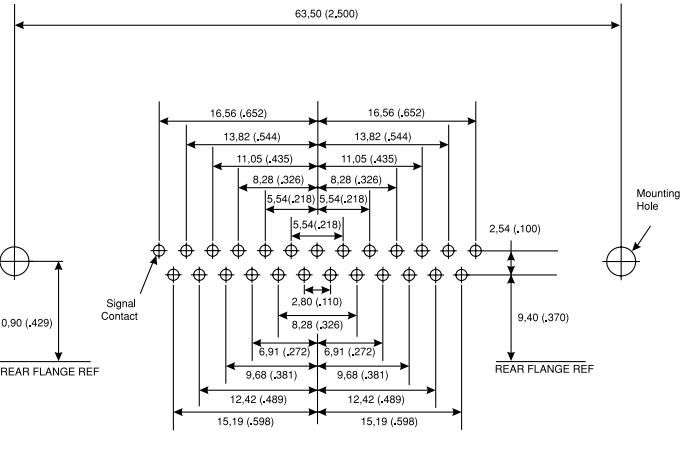 63,50 (2.500)
16,56 (.652) 16,56 (.652)
13,82 (.544) 13,82 (.544)
11,05 (.435) 11,05 (.435)
8,28 (.326) 8,28 (.326)
5,54(.218) 5,54(.218)
5,54(.218)
Mounting
Hole
2,54 (.100)
Signal
Contact
2,80 (.110)
0,90 (.429)
9,40 (.370)
8,28 (.326)
6,91 (.272) 6,91 (.272)
REAR FLANGE REF REAR FLANGE REF
9,68 (.381) 9,68 (.381)
12,42 (.489) 12,42 (.489)
15,19 (.598) 15,19 (.598)